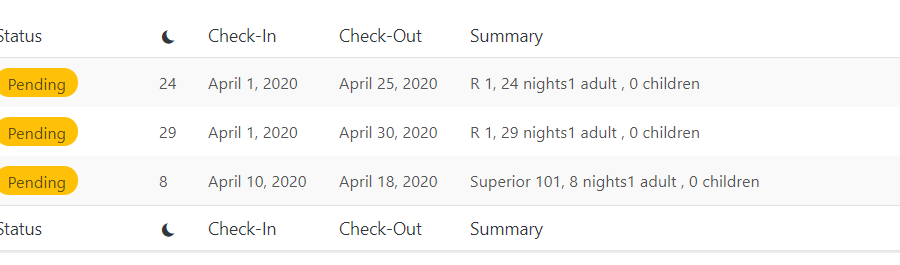 Status Check-In Check-Out Summary
Pending 24 April 1, 2020 April 25, 2020 R 1, 24 nights1 adult , 0 children
Pending 29 April 1, 2020 April 30, 2020 R 1, 29 nights1 adult , 0 children
Pending 8 April 10, 2020 April 18, 2020 Superior 101, 8 nights1 adult , 0 children
Status Check-In Check-Out Summary